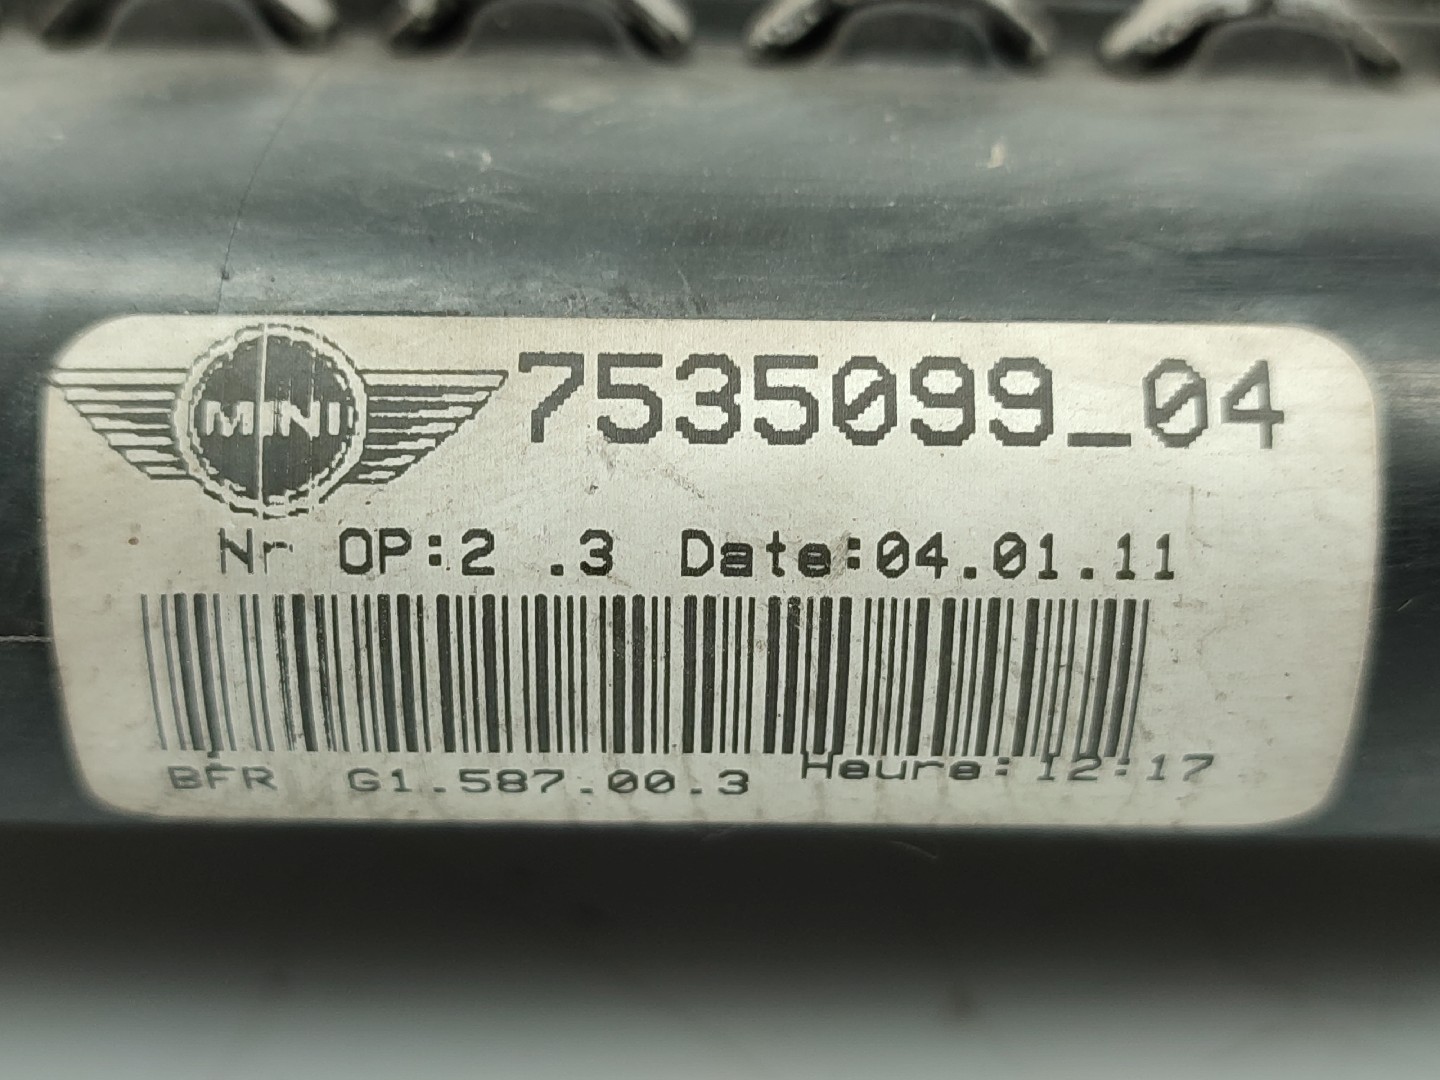 MINI 7535099_04
Nr OP:2 .3 Date:04.01.11
BFR G1.587.00.3 Heure:12:17